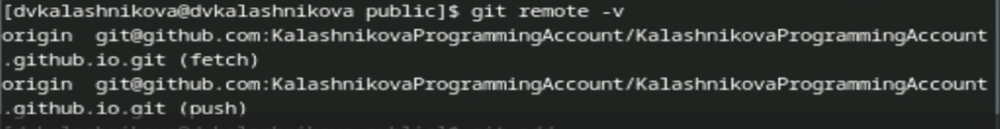 [dvkalashnikova@dvkalashnikova public]$ git remote -v
origin  git@github.com:KalashnikovaProgrammingAccount/KalashnikovaProgrammingAccount
.github.io.git (fetch)
origin  git@github.com:KalashnikovaProgrammingAccount/KalashnikovaProgrammingAccount
.github.io.git (push)